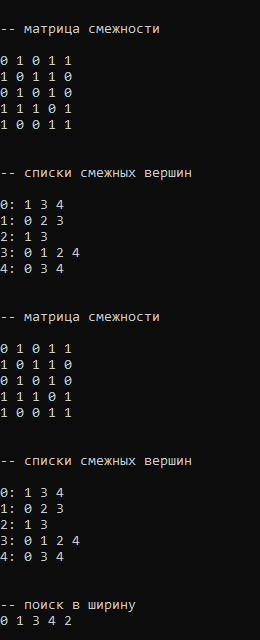 -- матрица смежности
0 1 0 1 1
1 0 1 1 0
0 1 0 1 0
1 1 1 0 1
1 0 0 1 1
-- списки смежных вершин
0: 1 3 4
1: 0 2 3
2: 1 3
3: 0 1 2 4
4: 0 3 4
-- матрица смежности
0 1 0 1 1
1 0 1 1 0
0 1 0 1 0
1 1 1 0 1
1 0 0 1 1
-- списки смежных вершин
0: 1 3 4
1: 0 2 3
2: 1 3
3: 0 1 2 4
4: 0 3 4
-- поиск в ширину
0 1 3 4 2